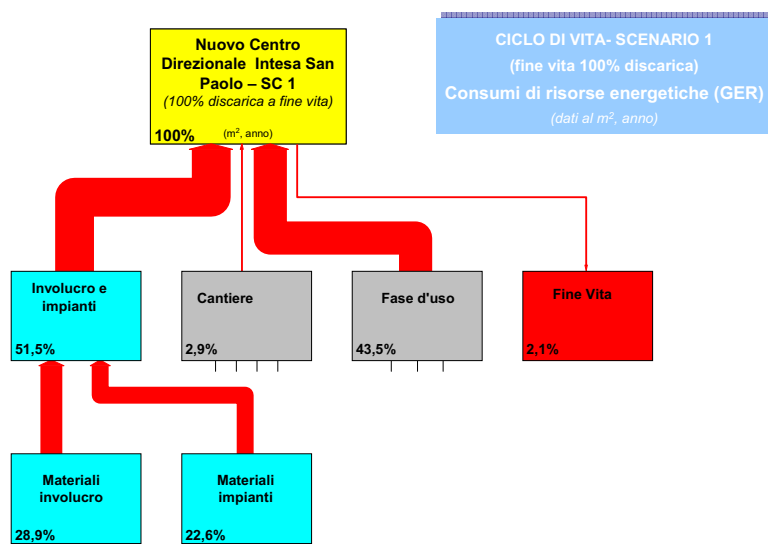 Nuovo Centro
Direzionale Intesa San
Paolo – SC 1
(100% discarica a fine vita)
100%
(m², anno)
CICLO DI VITA- SCENARIO 1
(fine vita 100% discarica)
Consumi di risorse energetiche (GER)
(dati al m², anno)
Involucro e
impianti
51,5%
Cantiere
2,9%
Fase d'uso
43,5%
Fine Vita
2,1%
Materiali
involucro
28,9%
Materiali
impianti
22,6%